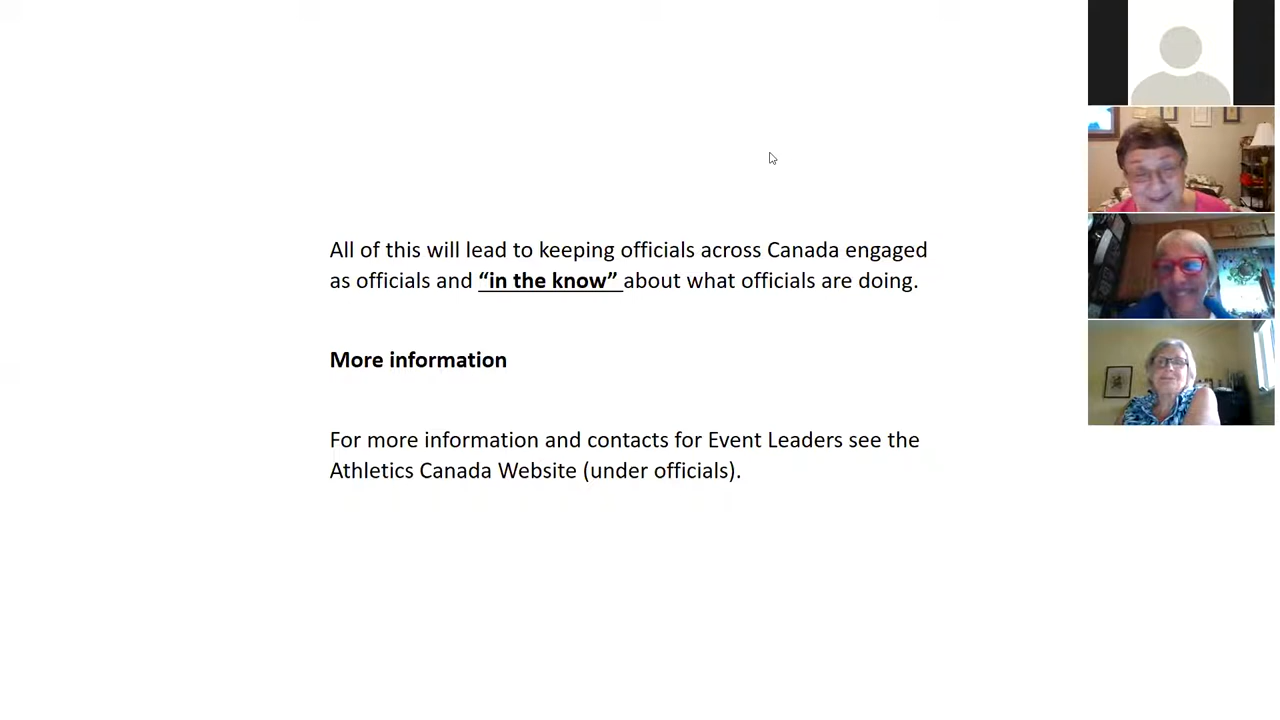 All of this will lead to keeping officials across Canada engaged
as officials and “in the know” about what officials are doing.
More information
For more information and contacts for Event Leaders see the
Athletics Canada Website (under officials).